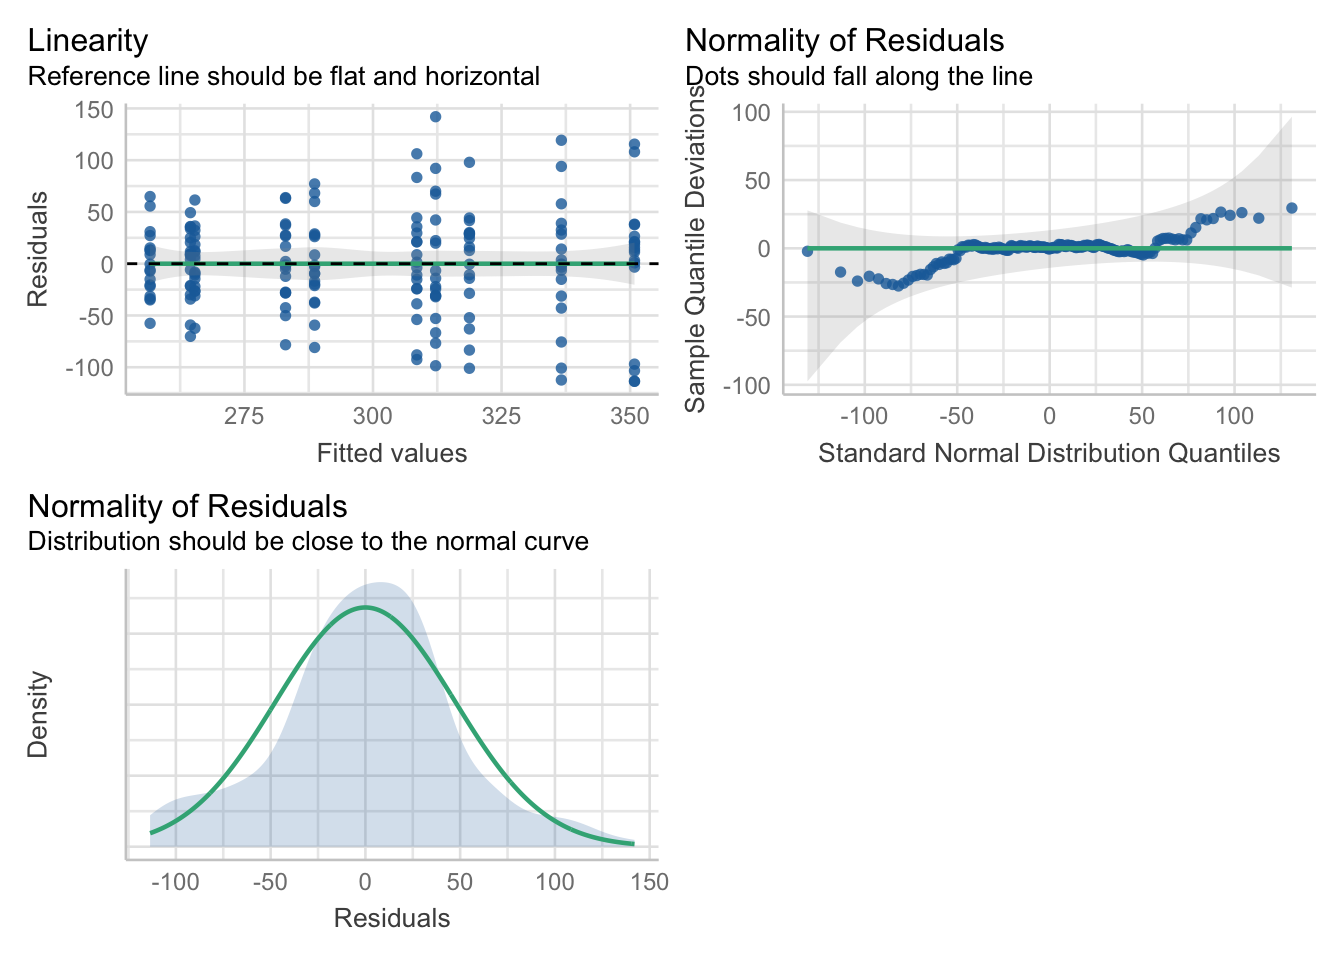 Linearity
Reference line should be flat and horizontal
150
100
50
0
-50
-100
Residuals
275
300
325
350
Fitted values
Normality of Residuals
Dots should fall along the line
100
50
0
-50
-100
Sample Quantile Deviations
-100
-50
0
50
100
Standard Normal Distribution Quantiles
Normality of Residuals
Distribution should be close to the normal curve
Density
-100
-50
0
50
100
150
Residuals